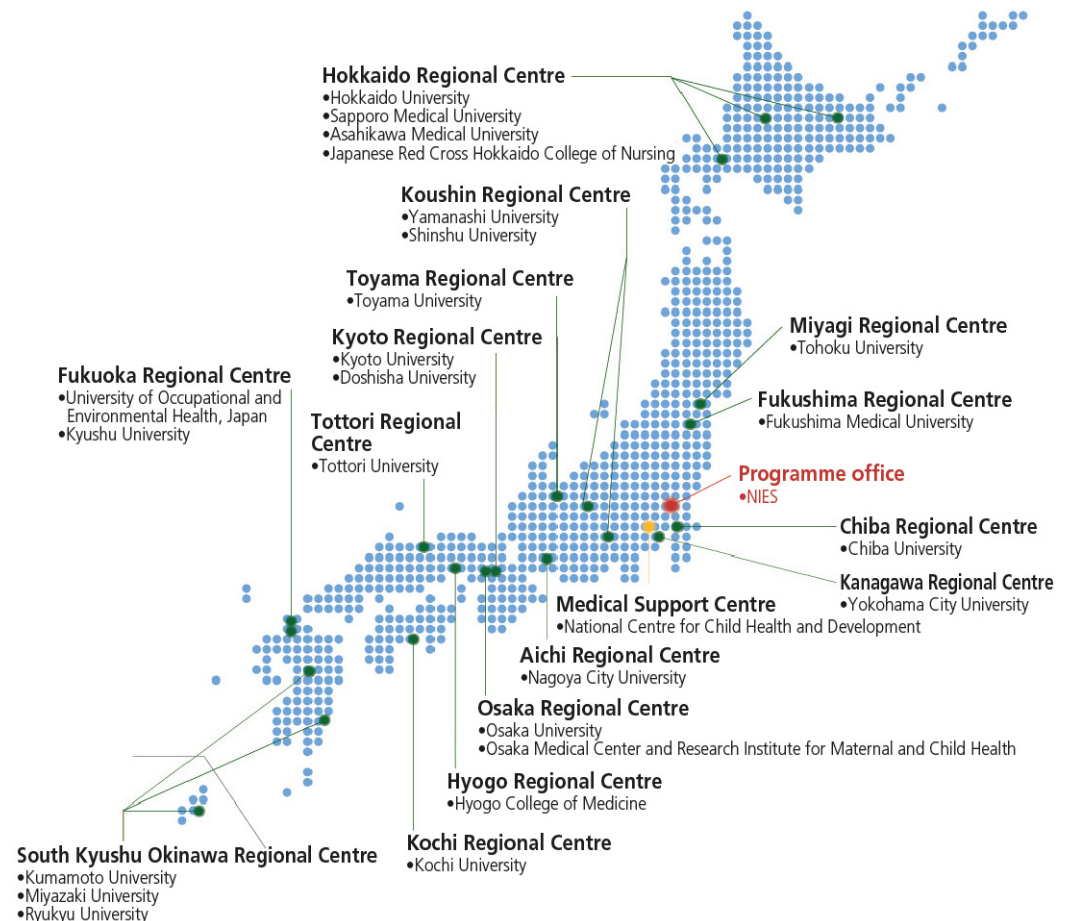 Hokkaido Regional Centre
•Hokkaido University
•Sapporo Medical University
•Asahikawa Medical University
•Japanese Red Cross Hokkaido College of Nursing
Koushin Regional Centre
•Yamanashi University
•Shinshu University
Toyama Regional Centre
•Toyama University
Kyoto Regional Centre
•Kyoto University
•Doshisha University
Fukuoka Regional Centre
•University of Occupational and
Environmental Health, Japan
•Kyushu University
Tottori Regional
Centre
•Tottori University
Miyagi Regional Centre
•Tohoku University
Fukushima Regional Centre
•Fukushima Medical University
Programme office
•NIES
Chiba Regional Centre
•Chiba University
Kanagawa Regional Centre
•Yokohama City University
Medical Support Centre
•National Centre for Child Health and Development
Aichi Regional Centre
•Nagoya City University
Osaka Regional Centre
•Osaka University
•Osaka Medical Center and Research Institute for Maternal and Child Health
Hyogo Regional Centre
•Hyogo College of Medicine
Kochi Regional Centre
•Kochi University
South Kyushu Okinawa Regional Centre
•Kumamoto University
•Miyazaki University
•Ryukyu University